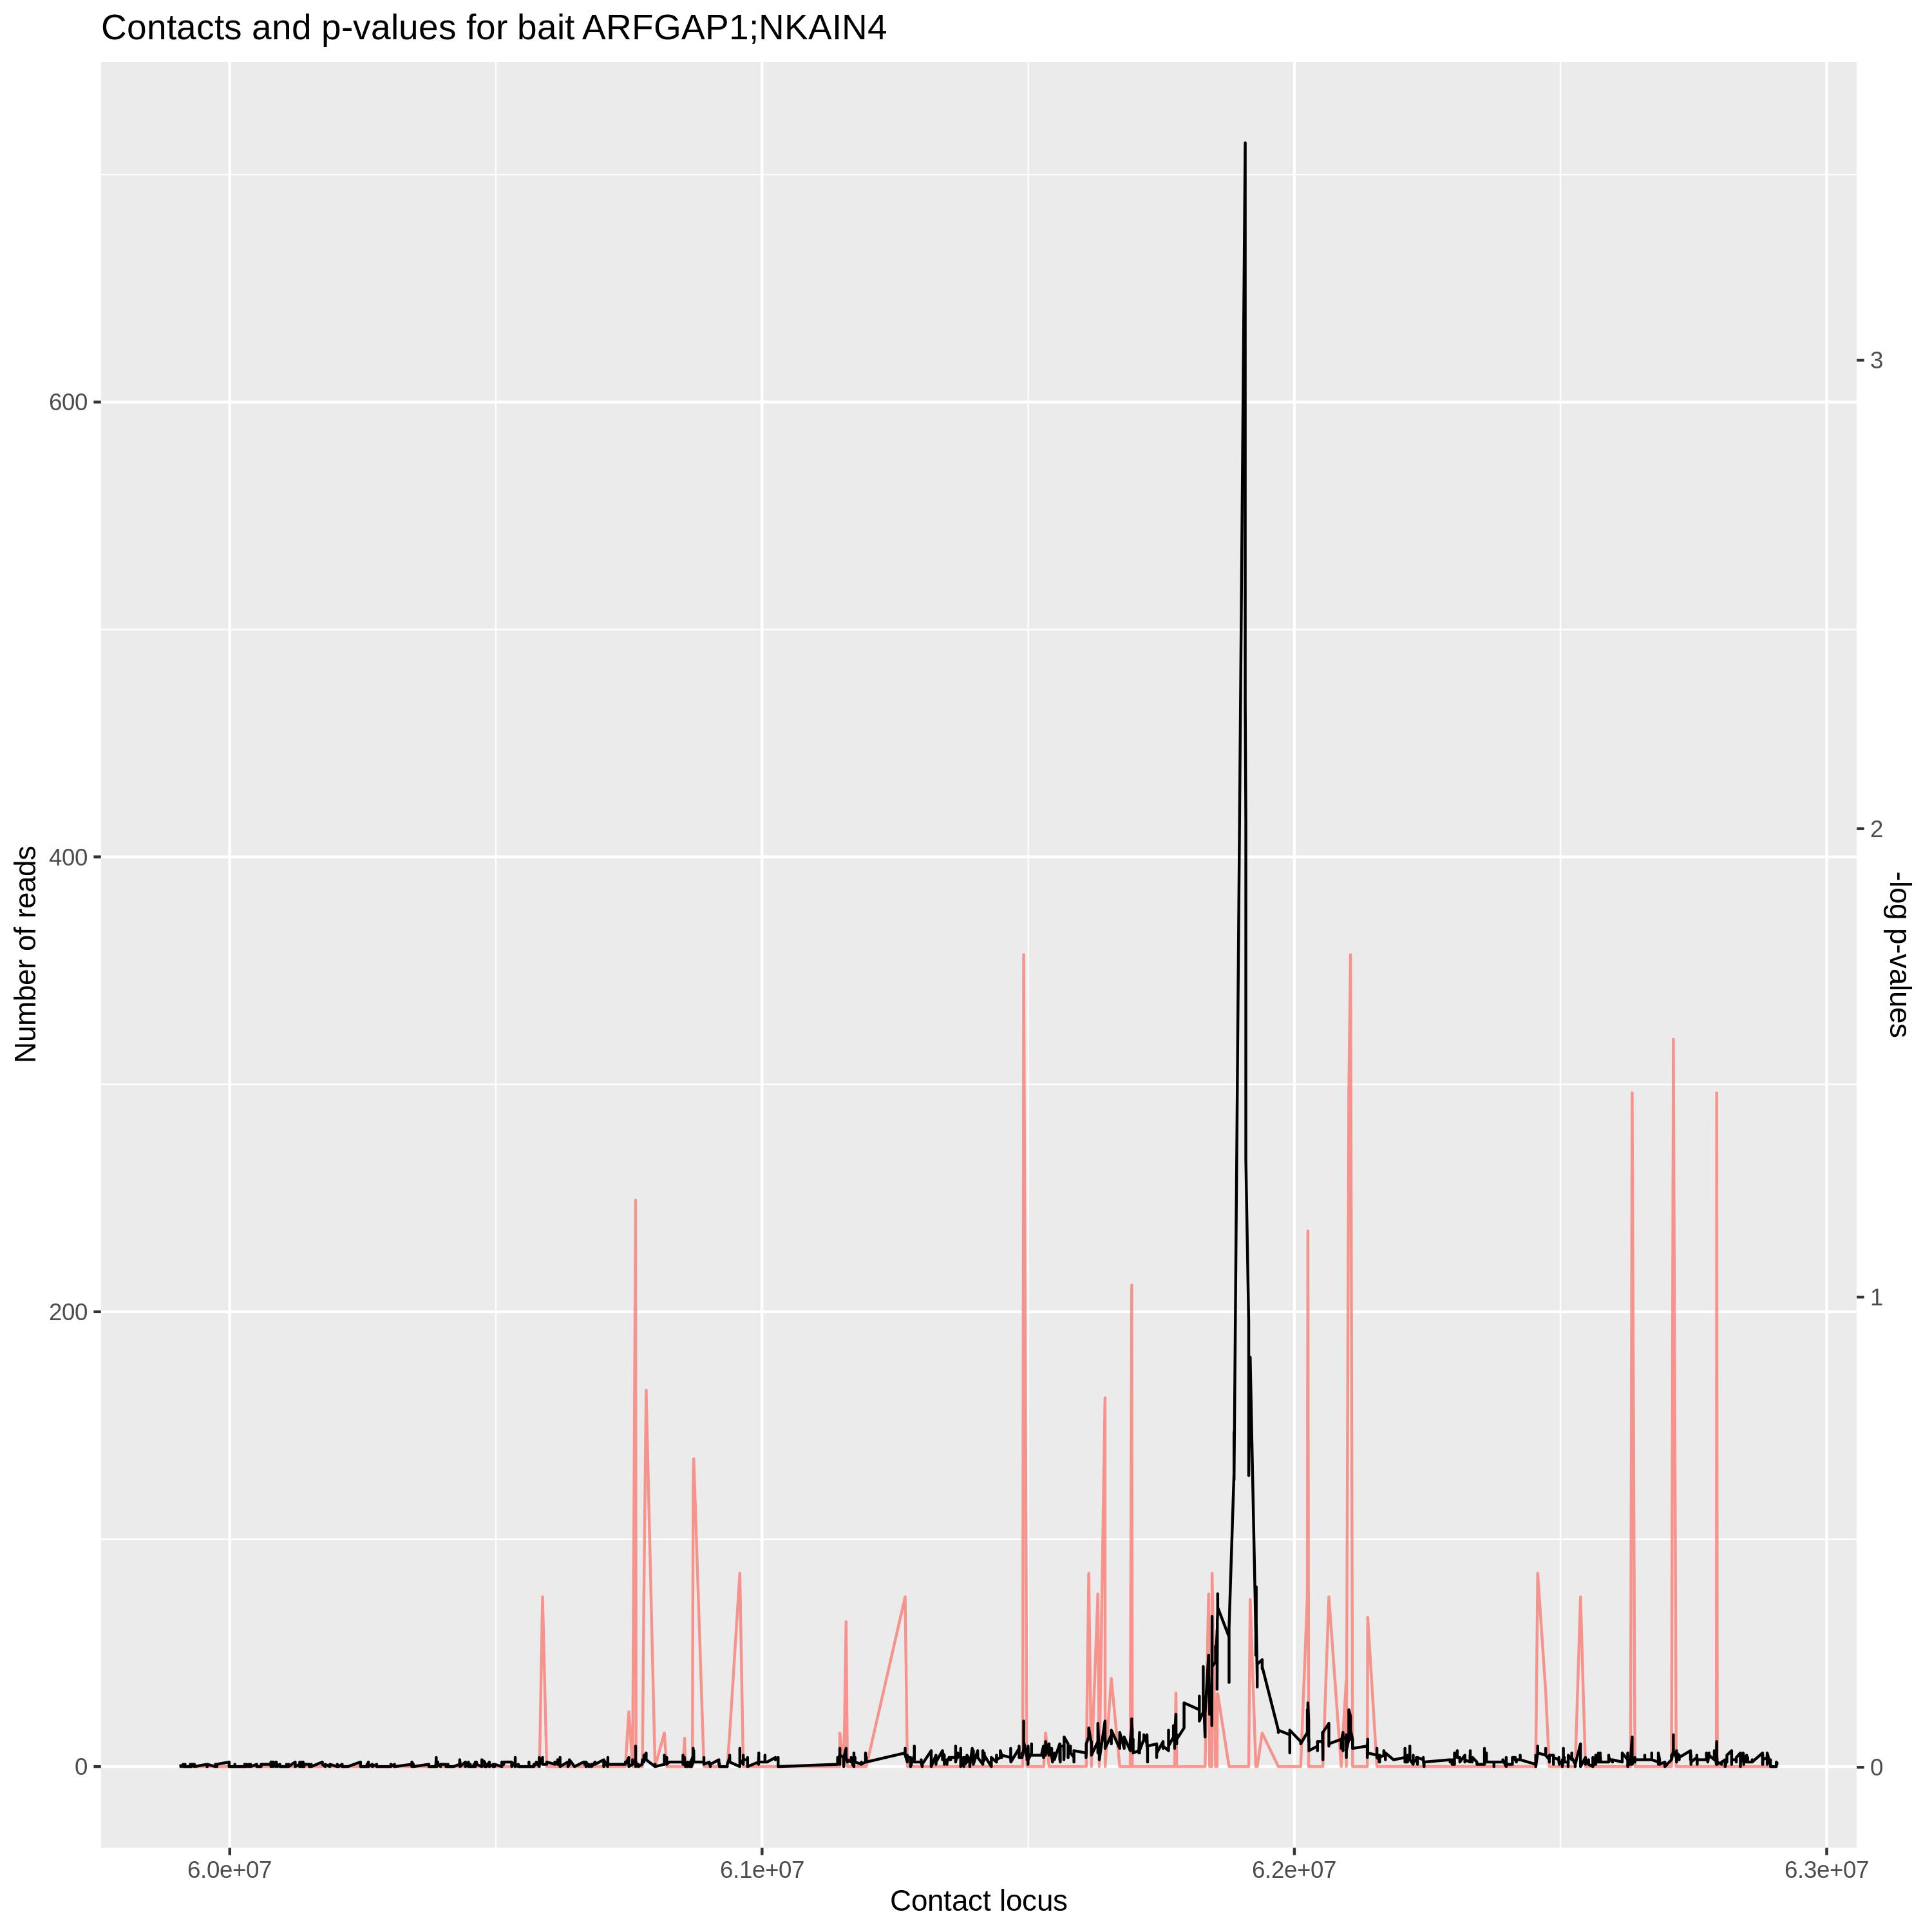 Contacts and p-values for bait ARFGAP1;NKAIN4
600
400
200
0
Number of reads
3
2
1
0
-log p-values
6.0e+07 6.1e+07 6.2e+07 6.3e+07
Contact locus